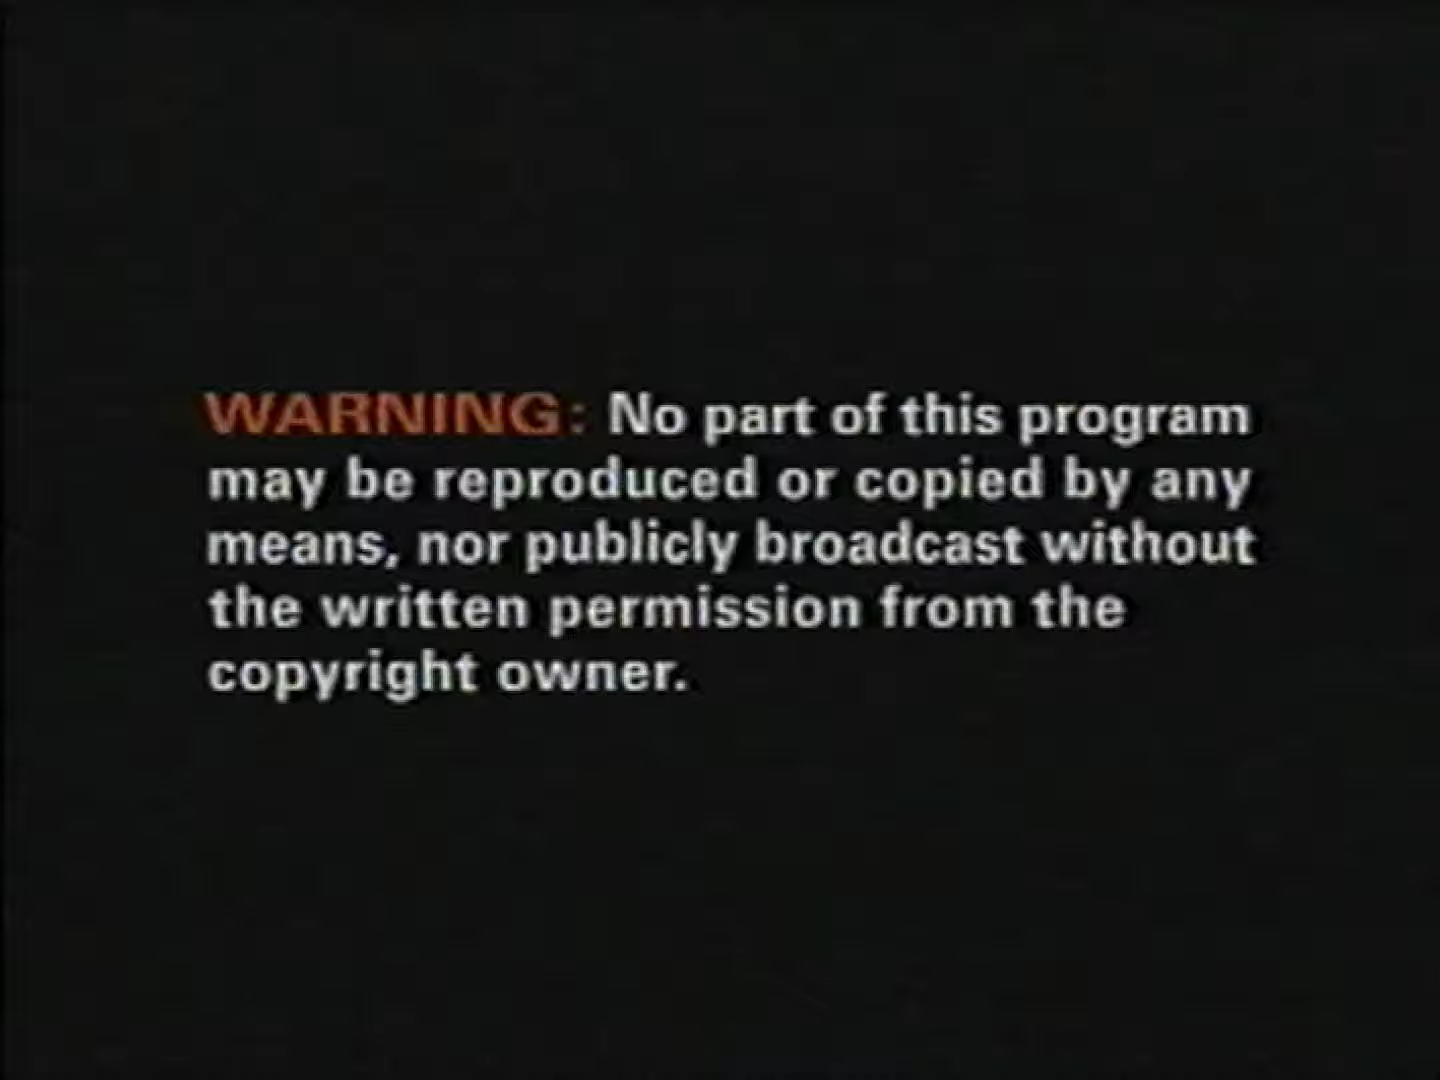 WARNING: No part of this program
may be reproduced or copied by any
means, nor publicly broadcast without
the written permission from the
copyright owner.